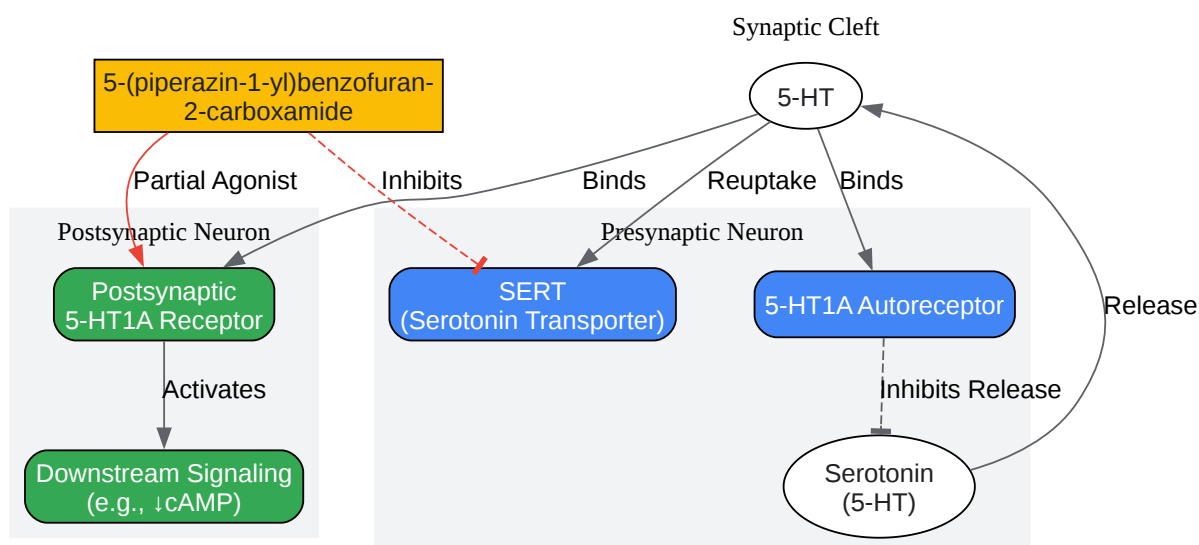 Synaptic Cleft
5-(piperazin-1-yl)benzofuran-
2-carboxamide
5-HT
Partial Agonist
Inhibits
Binds
Reuptake
Binds
Postsynaptic Neuron
Presynaptic Neuron
Postsynaptic
5-HT1A Receptor
SERT
(Serotonin Transporter)
5-HT1A Autoreceptor
Release
Activates
Inhibits Release
Downstream Signaling
(e.g., ↓cAMP)
Serotonin
(5-HT)